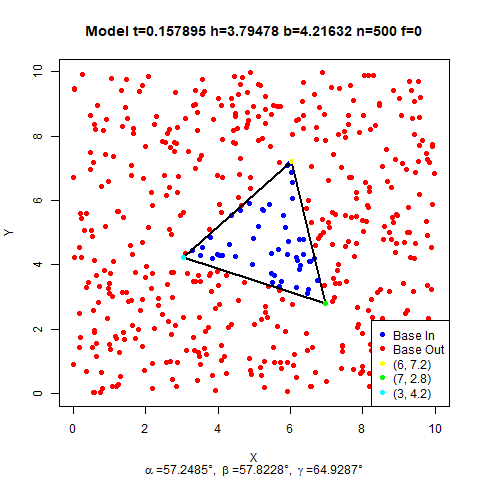 Model t=0.157895 h=3.79478 b=4.21632 n=500 f=0
10
8
6
Y
4
2
0
Base In
Base Out
(6, 7.2)
(7, 2.8)
(3, 4.2)
0 2 4 6 8 10
X
α=57.2485°, β=57.8228°, γ=64.9287°